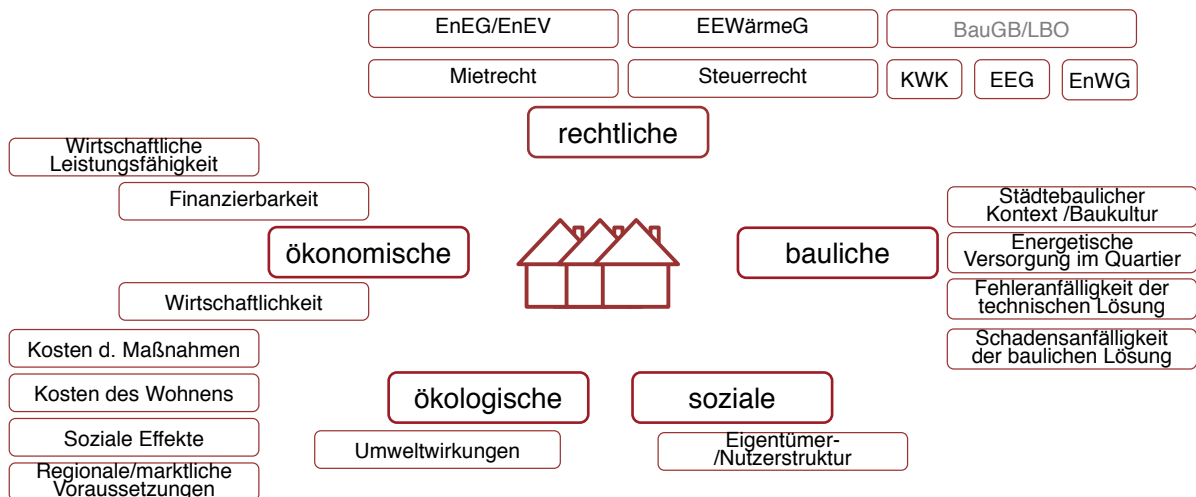 EnEG/EnEV
EEWärmeG
BauGB/LBO
Mietrecht
Steuerrecht
KWK
EEG
EnWG
rechtliche
Wirtschaftliche
Leistungsfähigkeit
Finanzierbarkeit
ökonomische
Wirtschaftlichkeit
Kosten d. Maßnahmen
Kosten des Wohnens
Soziale Effekte
Regionale/marktliche
Voraussetzungen
bauliche
Städtebaulicher
Kontext /Baukultur
Energetische
Versorgung im Quartier
Fehleranfälligkeit der
technischen Lösung
Schadensanfälligkeit
der baulichen Lösung
ökologische
Umweltwirkungen
soziale
Eigentümer-
/Nutzerstruktur